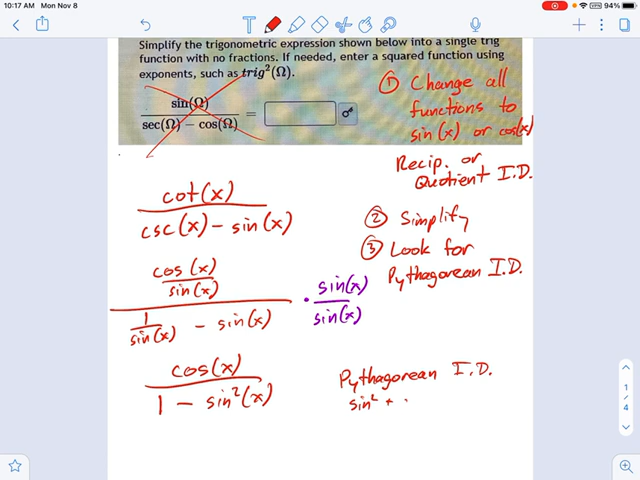 10:17 AM Mon Nov 8
94%
Simplify the trigonometric expression shown below into a single trig
function with no fractions. If needed, enter a squared function using
exponents, such as trig²(Ω).
sin(Ω)
sec(Ω) − cos(Ω)
=
① Change all
functions to
sin(x) or cos(x)
Recip. or
Quotient I.D.
② Simplify
③ Look for
Pythagorean I.D.
cot(x)
csc(x) − sin(x)
cos(x)
sin(x)
1
sin(x) − sin(x)
· sin(x)
sin(x)
cos(x)
1 − sin²(x)
Pythagorean I.D.
sin² +
1
/
4